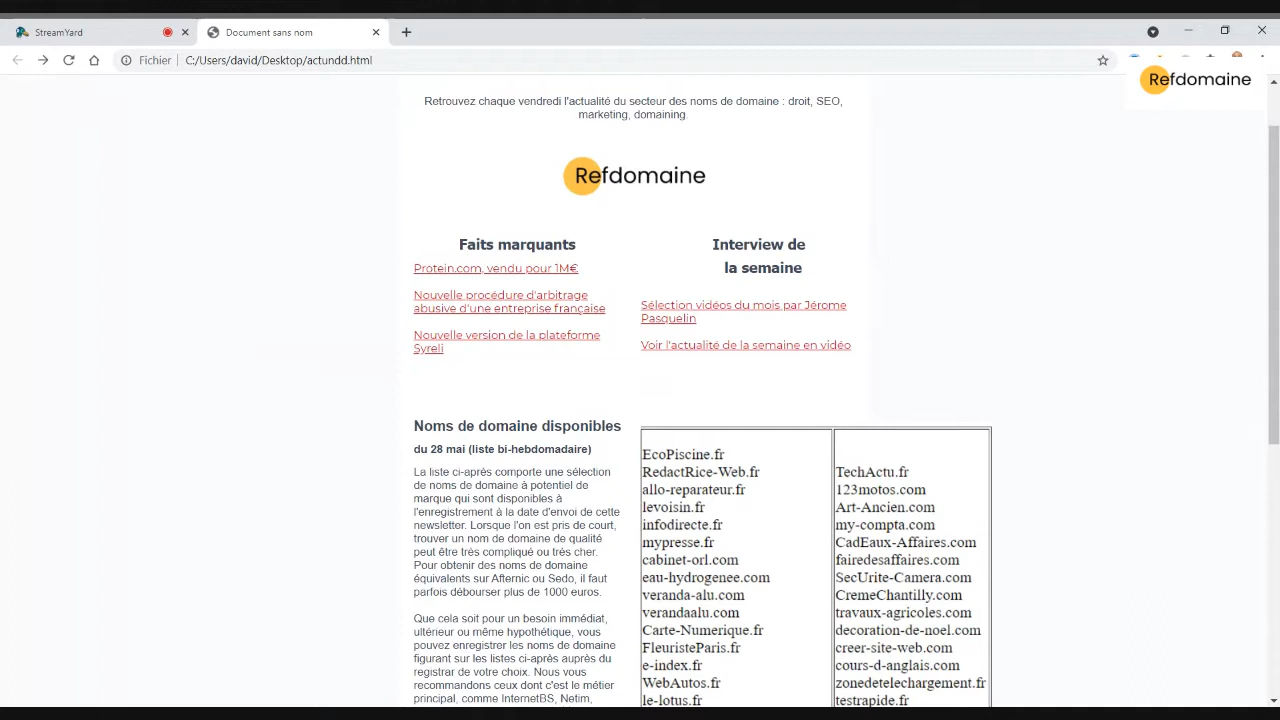 StreamYard
Document sans nom
Fichier
C:/Users/david/Desktop/actundd.html
Refdomaine
Retrouvez chaque vendredi l'actualité du secteur des noms de domaine : droit, SEO,
marketing, domaining.
Refdomaine
Faits marquants
Protein.com, vendu pour 1M€
Nouvelle procédure d'arbitrage
abusive d'une entreprise française
Nouvelle version de la plateforme
Syreli
Interview de
la semaine
Sélection vidéos du mois par Jérome
Pasquelin
Voir l'actualité de la semaine en vidéo
Noms de domaine disponibles
du 28 mai (liste bi-hebdomadaire)
La liste ci-après comporte une sélection
de noms de domaine à potentiel de
marque qui sont disponibles à
l'enregistrement à la date d'envoi de cette
newsletter. Lorsque l'on est pris de court,
trouver un nom de domaine de qualité
peut être très compliqué ou très cher.
Pour obtenir des noms de domaine
équivalents sur Afternic ou Sedo, il faut
parfois débourser plus de 1000 euros.
Que cela soit pour un besoin immédiat,
ultérieur ou même hypothétique, vous
pouvez enregistrer les noms de domaine
figurant sur les listes ci-après auprès du
registrar de votre choix. Nous vous
recommandons ceux dont c'est le métier
principal, comme InternetBS, Netim,
EcoPiscine.fr
RedactRice-Web.fr
allo-reparateur.fr
levoisin.fr
infodirecte.fr
mypresse.fr
cabinet-orl.com
eau-hydrogenee.com
veranda-alu.com
verandaalu.com
Carte-Numerique.fr
FleuristeParis.fr
e-index.fr
WebAutos.fr
le-lotus.fr
TechActu.fr
123motos.com
Art-Ancien.com
my-compta.com
CadEaux-Affaires.com
fairedesaffaires.com
SecUrite-Camera.com
CremeChantilly.com
travaux-agricoles.com
decoration-de-noel.com
creer-site-web.com
cours-d-anglais.com
zonedetelechargement.fr
testrapide.fr